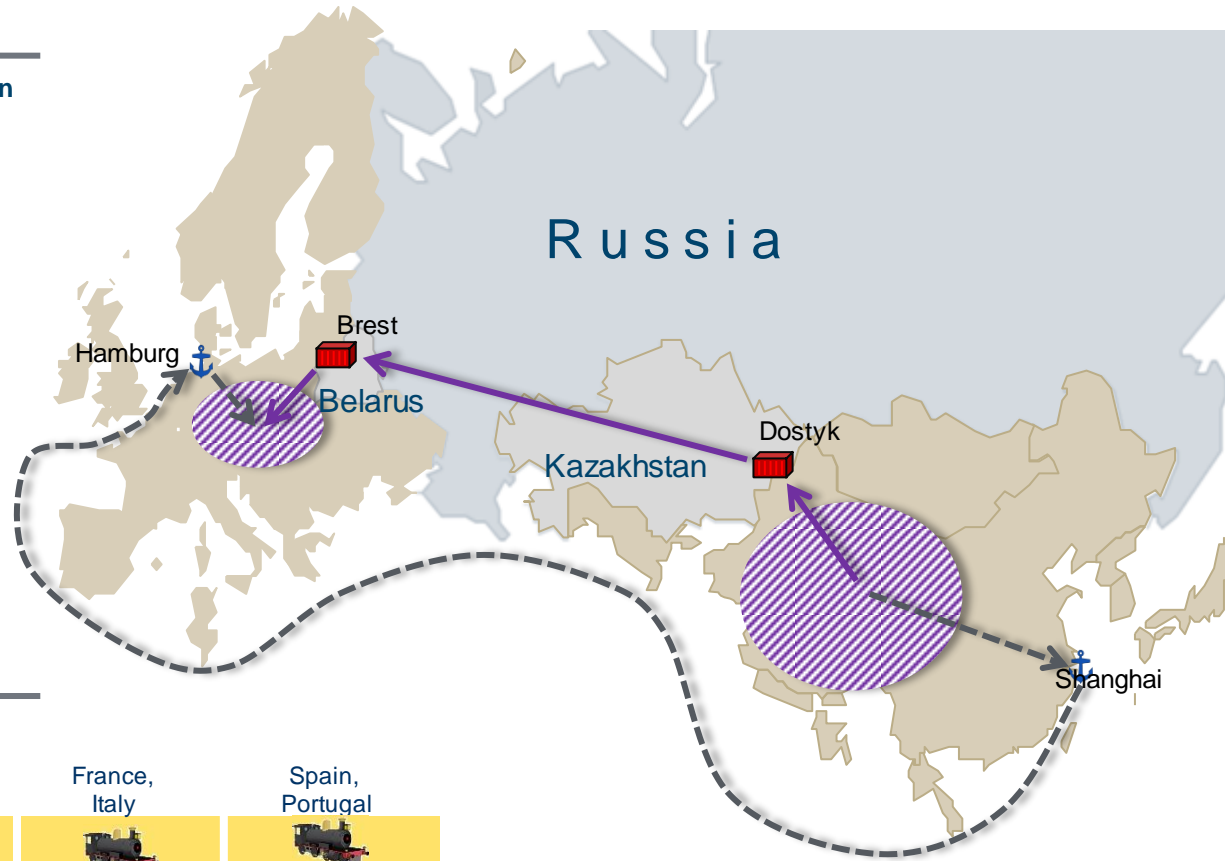 n
Russia
Brest
Hamburg
Belarus
Dostyk
Kazakhstan
Shanghai
France,
Italy
Spain,
Portugal